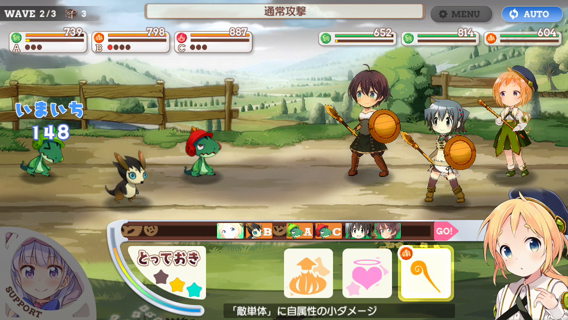 WAVE 2/3 3
通常攻撃
MENU
AUTO
739 798 887
A B C
652 814 604
いまいち
148
B A C GO!
とっておき
SUPPORT
「敵単体」に自属性の小ダメージ